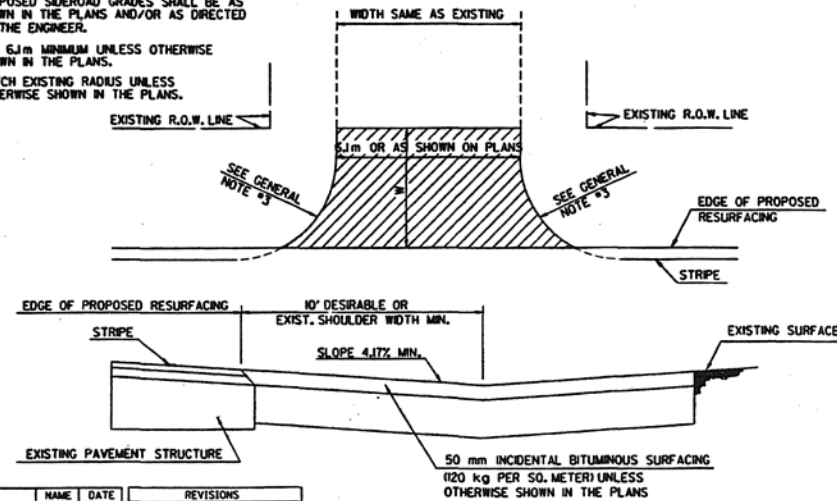 POSED SIDEROAD GRADES SHALL BE AS
WN IN THE PLANS AND/OR AS DIRECTED
THE ENGINEER.
6.1m MINIMUM UNLESS OTHERWISE
WN IN THE PLANS.
CH EXISTING RADIUS UNLESS
ERWISE SHOWN IN THE PLANS.
WIDTH SAME AS EXISTING
EXISTING R.O.W. LINE
EXISTING R.O.W. LINE
6.1m OR AS SHOWN ON PLANS
SEE GENERAL
NOTE #3
SEE GENERAL
NOTE #3
W
EDGE OF PROPOSED
RESURFACING
STRIPE
EDGE OF PROPOSED RESURFACING
10' DESIRABLE OR
EXIST. SHOULDER WIDTH MIN.
STRIPE
SLOPE 4.17% MIN.
EXISTING SURFACE
EXISTING PAVEMENT STRUCTURE
50 mm INCIDENTAL BITUMINOUS SURFACING
(120 kg PER SQ. METER) UNLESS
OTHERWISE SHOWN IN THE PLANS
NAME DATE REVISIONS